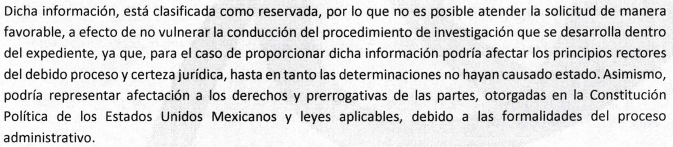 Dicha información, está clasificada como reservada, por lo que no es posible atender la solicitud de manera
favorable, a efecto de no vulnerar la conducción del procedimiento de investigación que se desarrolla dentro
del expediente, ya que, para el caso de proporcionar dicha información podría afectar los principios rectores
del debido proceso y certeza jurídica, hasta en tanto las determinaciones no hayan causado estado. Asimismo,
podría representar afectación a los derechos y prerrogativas de las partes, otorgadas en la Constitución
Política de los Estados Unidos Mexicanos y leyes aplicables, debido a las formalidades del proceso
administrativo.